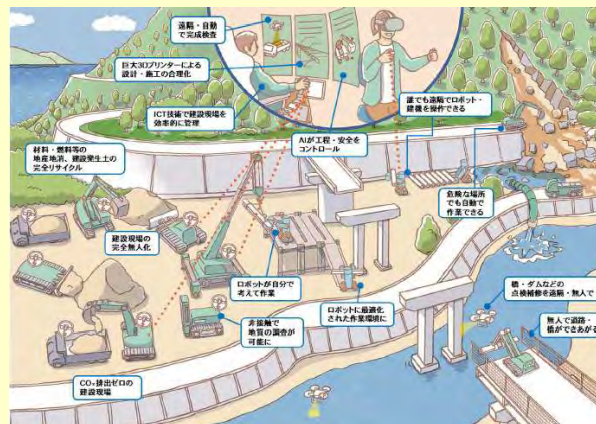 遠隔・自動
で完成検査
巨大3Dプリンターによる
設計・施工の合理化
ICT技術で建設現場を
効率的に管理
AIが工程・安全を
コントロール
誰でも遠隔でロボット・
建機を操作できる
材料・燃料等の
地産地消、建設発生土の
完全リサイクル
危険な場所
でも自動で
作業できる
建設現場の
完全無人化
ロボットが自分で
考えて作業
ロボットに最適化
された作業環境に
非接触で
地質の調査が
可能に
橋・ダムなどの
点検補修を遠隔・無人で
無人で道路・
橋ができあがる
CO₂排出ゼロの
建設現場